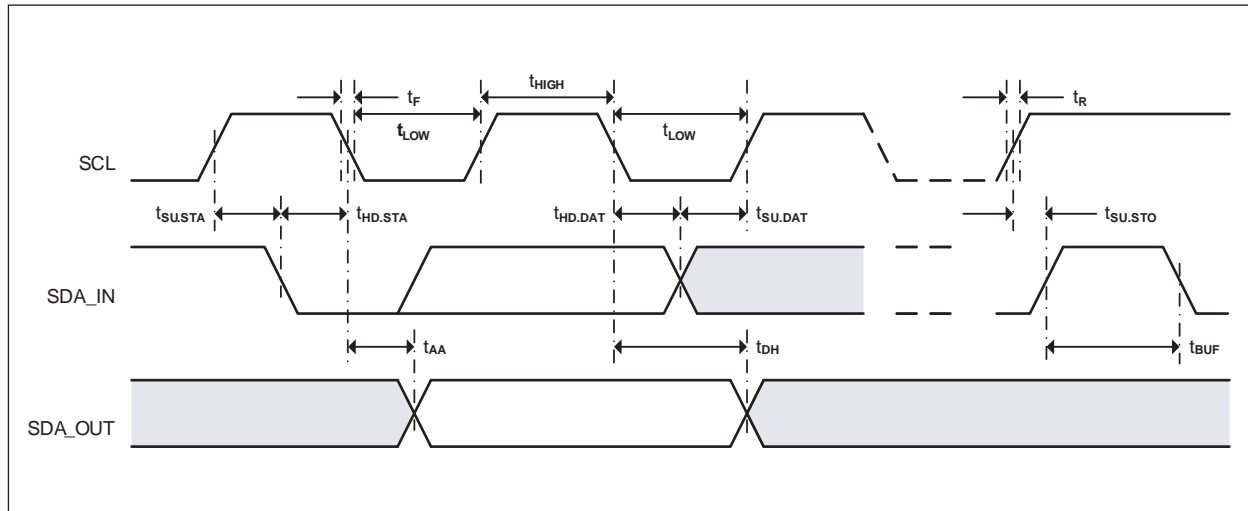 tHIGH
tF
tR
tLOW
tLOW
SCL
tSU.STA
tHD.STA
tHD.DAT
tSU.DAT
tSU.STO
SDA_IN
tAA
tDH
tBUF
SDA_OUT